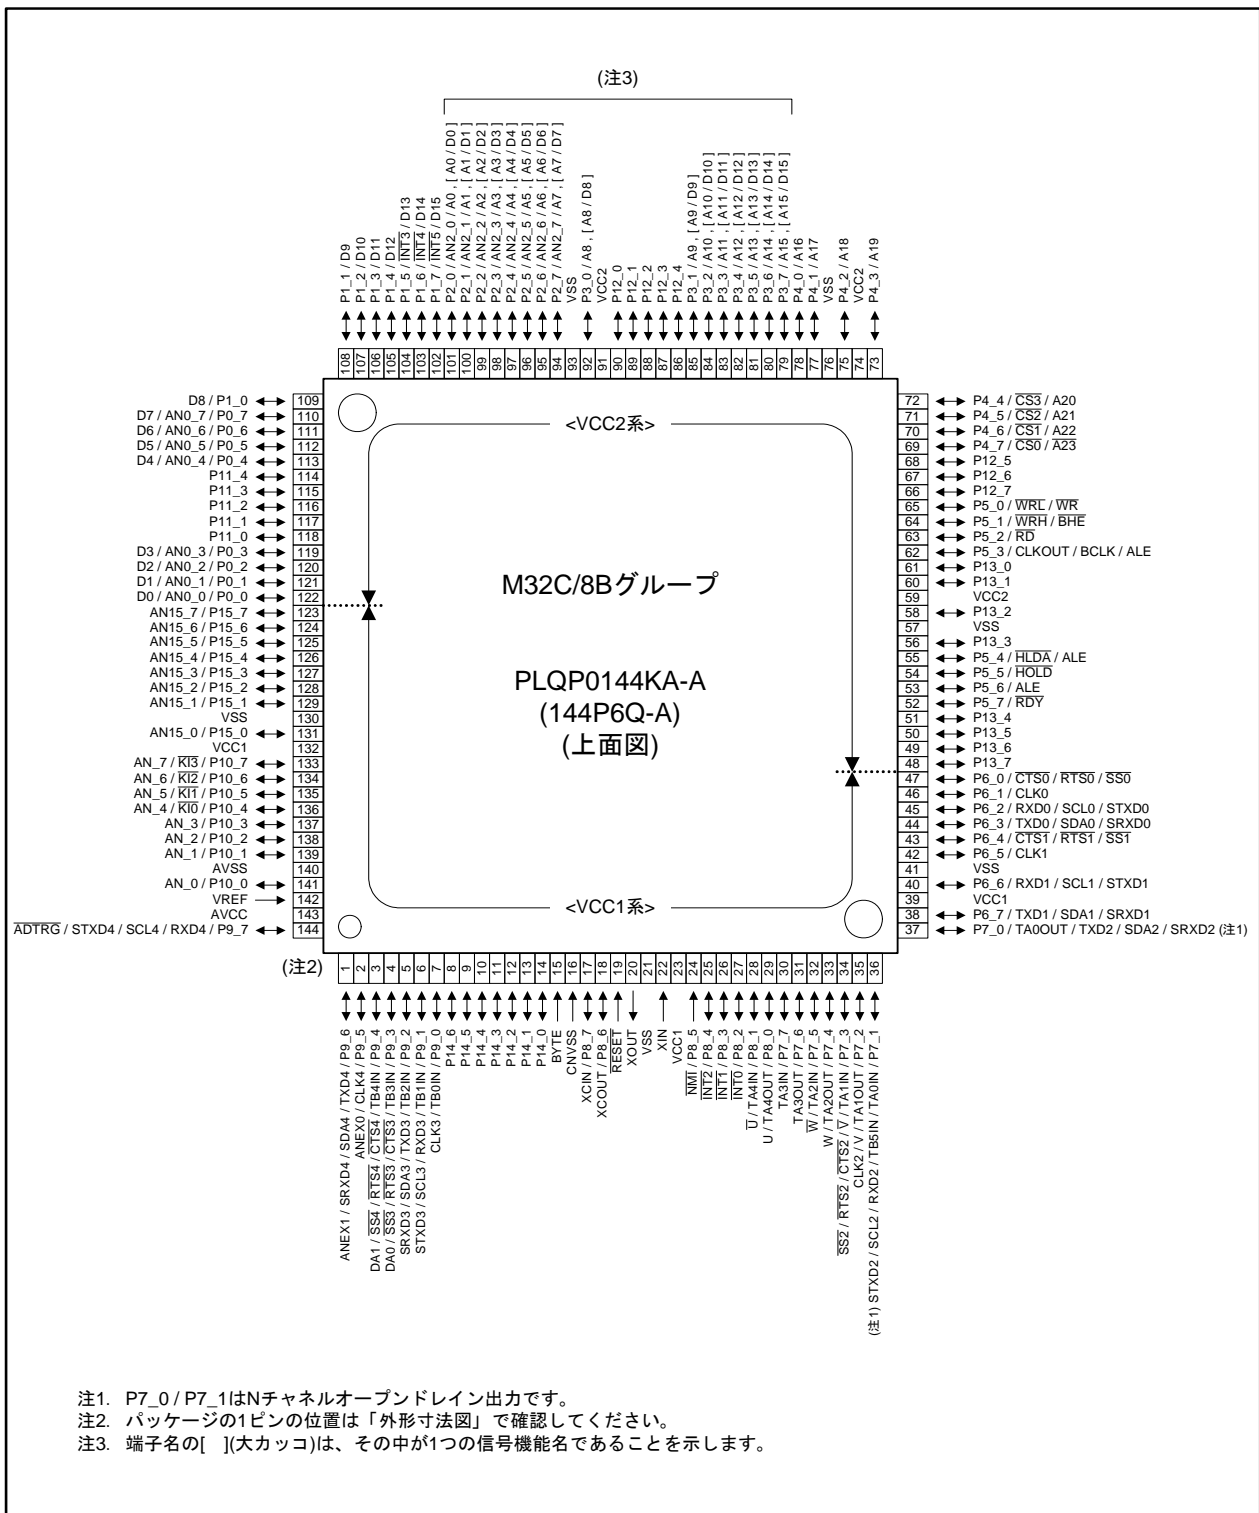 (注3)
P1_1 / D9
P1_2 / D10
P1_3 / D11
P1_4 / D12
P1_5 / INT3 / D13
P1_6 / INT4 / D14
P1_7 / INT5 / D15
P2_0 / AN2_0 / A0 , [ A0 / D0 ]
P2_1 / AN2_1 / A1 , [ A1 / D1 ]
P2_2 / AN2_2 / A2 , [ A2 / D2 ]
P2_3 / AN2_3 / A3 , [ A3 / D3 ]
P2_4 / AN2_4 / A4 , [ A4 / D4 ]
P2_5 / AN2_5 / A5 , [ A5 / D5 ]
P2_6 / AN2_6 / A6 , [ A6 / D6 ]
P2_7 / AN2_7 / A7 , [ A7 / D7 ]
VSS
P3_0 / A8 , [ A8 / D8 ]
VCC2
P12_0
P12_1
P12_2
P12_3
P12_4
P3_1 / A9 , [ A9 / D9 ]
P3_2 / A10 , [ A10 / D10 ]
P3_3 / A11 , [ A11 / D11 ]
P3_4 / A12 , [ A12 / D12 ]
P3_5 / A13 , [ A13 / D13 ]
P3_6 / A14 , [ A14 / D14 ]
P3_7 / A15 , [ A15 / D15 ]
P4_0 / A16
P4_1 / A17
VSS
P4_2 / A18
VCC2
P4_3 / A19
108 107 106 105 104 103 102 101 100 99 98 97 96 95 94 93 92 91 90 89 88 87 86 85 84 83 82 81 80 79 78 77 76 75 74 73
D8 / P1_0 109
D7 / AN0_7 / P0_7 110
D6 / AN0_6 / P0_6 111
D5 / AN0_5 / P0_5 112
D4 / AN0_4 / P0_4 113
P11_4 114
P11_3 115
P11_2 116
P11_1 117
P11_0 118
D3 / AN0_3 / P0_3 119
D2 / AN0_2 / P0_2 120
D1 / AN0_1 / P0_1 121
D0 / AN0_0 / P0_0 122
AN15_7 / P15_7 123
AN15_6 / P15_6 124
AN15_5 / P15_5 125
AN15_4 / P15_4 126
AN15_3 / P15_3 127
AN15_2 / P15_2 128
AN15_1 / P15_1 129
VSS 130
AN15_0 / P15_0 131
VCC1 132
AN_7 / KI3 / P10_7 133
AN_6 / KI2 / P10_6 134
AN_5 / KI1 / P10_5 135
AN_4 / KI0 / P10_4 136
AN_3 / P10_3 137
AN_2 / P10_2 138
AN_1 / P10_1 139
AVSS 140
AN_0 / P10_0 141
VREF 142
AVCC 143
ADTRG / STXD4 / SCL4 / RXD4 / P9_7 144
<VCC2系>
M32C/8Bグループ
PLQP0144KA-A
(144P6Q-A)
(上面図)
<VCC1系>
72 P4_4 / CS3 / A20
71 P4_5 / CS2 / A21
70 P4_6 / CS1 / A22
69 P4_7 / CS0 / A23
68 P12_5
67 P12_6
66 P12_7
65 P5_0 / WRL / WR
64 P5_1 / WRH / BHE
63 P5_2 / RD
62 P5_3 / CLKOUT / BCLK / ALE
61 P13_0
60 P13_1
59 VCC2
58 P13_2
57 VSS
56 P13_3
55 P5_4 / HLDA / ALE
54 P5_5 / HOLD
53 P5_6 / ALE
52 P5_7 / RDY
51 P13_4
50 P13_5
49 P13_6
48 P13_7
47 P6_0 / CTS0 / RTS0 / SS0
46 P6_1 / CLK0
45 P6_2 / RXD0 / SCL0 / STXD0
44 P6_3 / TXD0 / SDA0 / SRXD0
43 P6_4 / CTS1 / RTS1 / SS1
42 P6_5 / CLK1
41 VSS
40 P6_6 / RXD1 / SCL1 / STXD1
39 VCC1
38 P6_7 / TXD1 / SDA1 / SRXD1
37 P7_0 / TA0OUT / TXD2 / SDA2 / SRXD2 (注1)
(注2)
1 2 3 4 5 6 7 8 9 10 11 12 13 14 15 16 17 18 19 20 21 22 23 24 25 26 27 28 29 30 31 32 33 34 35 36
ANEX1 / SRXD4 / SDA4 / TXD4 / P9_6
ANEX0 / CLK4 / P9_5
DA1 / SS4 / RTS4 / CTS4 / TB4IN / P9_4
DA0 / SS3 / RTS3 / CTS3 / TB3IN / P9_3
SRXD3 / SDA3 / TXD3 / TB2IN / P9_2
STXD3 / SCL3 / RXD3 / TB1IN / P9_1
CLK3 / TB0IN / P9_0
P14_6
P14_5
P14_4
P14_3
P14_2
P14_1
P14_0
BYTE
CNVSS
XCIN / P8_7
XCOUT / P8_6
RESET
XOUT
VSS
XIN
VCC1
NMI / P8_5
INT2 / P8_4
INT1 / P8_3
INT0 / P8_2
U / TA4IN / P8_1
U / TA4OUT / P8_0
TA3IN / P7_7
TA3OUT / P7_6
W / TA2IN / P7_5
W / TA2OUT / P7_4
SS2 / RTS2 / CTS2 / V / TA1IN / P7_3
CLK2 / V / TA1OUT / P7_2
(注1) STXD2 / SCL2 / RXD2 / TB5IN / TA0IN / P7_1
注1. P7_0 / P7_1はNチャネルオープンドレイン出力です。
注2. パッケージの1ピンの位置は「外形寸法図」で確認してください。
注3. 端子名の[ ](大カッコ)は、その中が1つの信号機能名であることを示します。